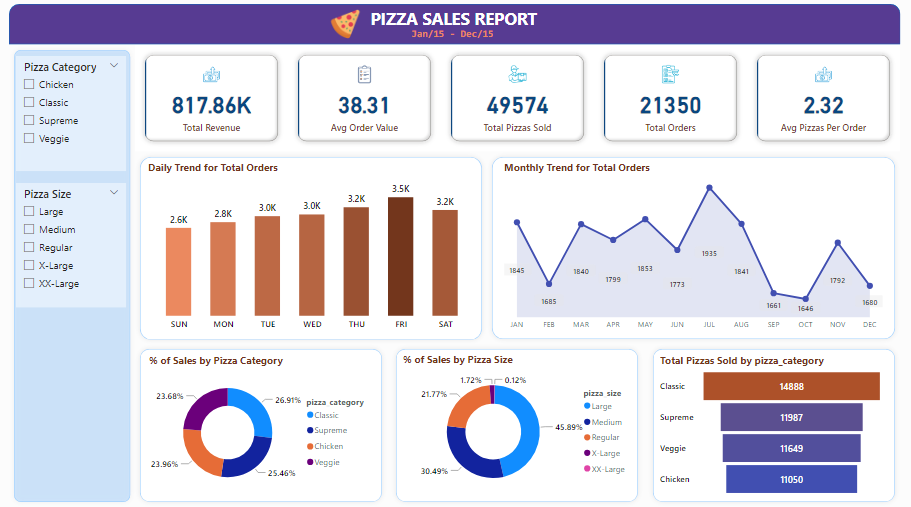 PIZZA SALES REPORT
Jan/15 - Dec/15
Pizza Category
Chicken
Classic
Supreme
Veggie
Pizza Size
Large
Medium
Regular
X-Large
XX-Large
817.86K
Total Revenue
38.31
Avg Order Value
49574
Total Pizzas Sold
21350
Total Orders
2.32
Avg Pizzas Per Order
Daily Trend for Total Orders
2.6K
2.8K
3.0K
3.0K
3.2K
3.5K
3.2K
SUN MON TUE WED THU FRI SAT
Monthly Trend for Total Orders
1845
1685
1840
1799
1853
1773
1935
1841
1661
1646
1792
1680
JAN FEB MAR APR MAY JUN JUL AUG SEP OCT NOV DEC
% of Sales by Pizza Category
23.68%
26.91%
23.96%
25.46%
pizza_category
Classic
Supreme
Chicken
Veggie
% of Sales by Pizza Size
1.72%
0.12%
21.77%
45.89%
30.49%
pizza_size
Large
Medium
Regular
X-Large
XX-Large
Total Pizzas Sold by pizza_category
Classic 14888
Supreme 11987
Veggie 11649
Chicken 11050